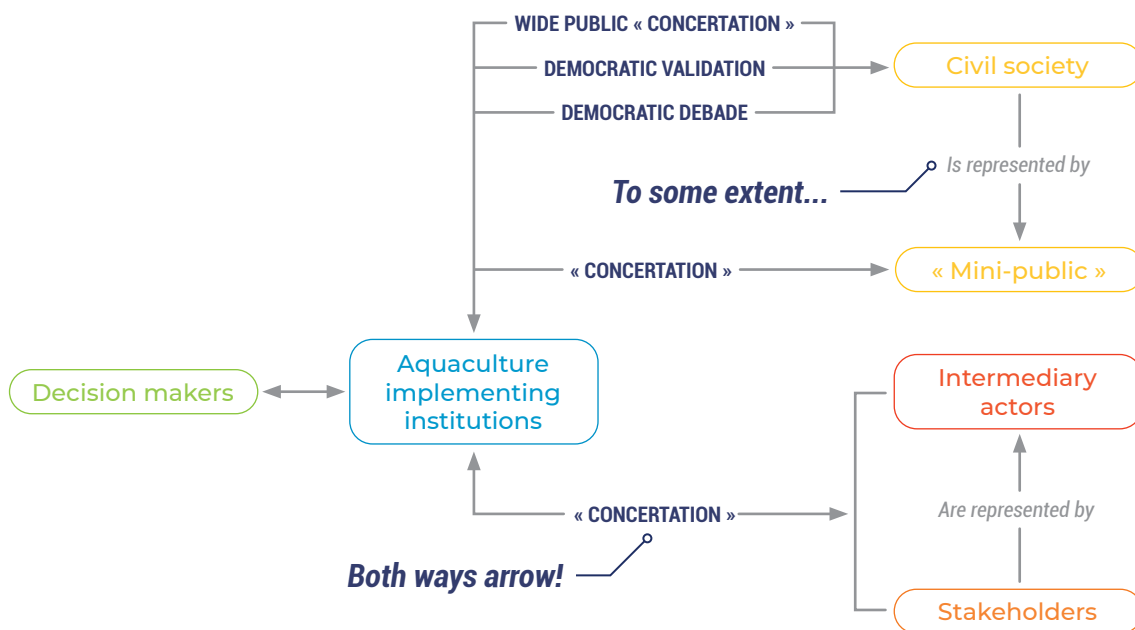 WIDE PUBLIC « CONCERTATION »
DEMOCRATIC VALIDATION
DEMOCRATIC DEBADE
Civil society
Is represented by
To some extent...
« CONCERTATION »
« Mini-public »
Decision makers
Aquaculture
implementing
institutions
Intermediary
actors
« CONCERTATION »
Are represented by
Both ways arrow!
Stakeholders